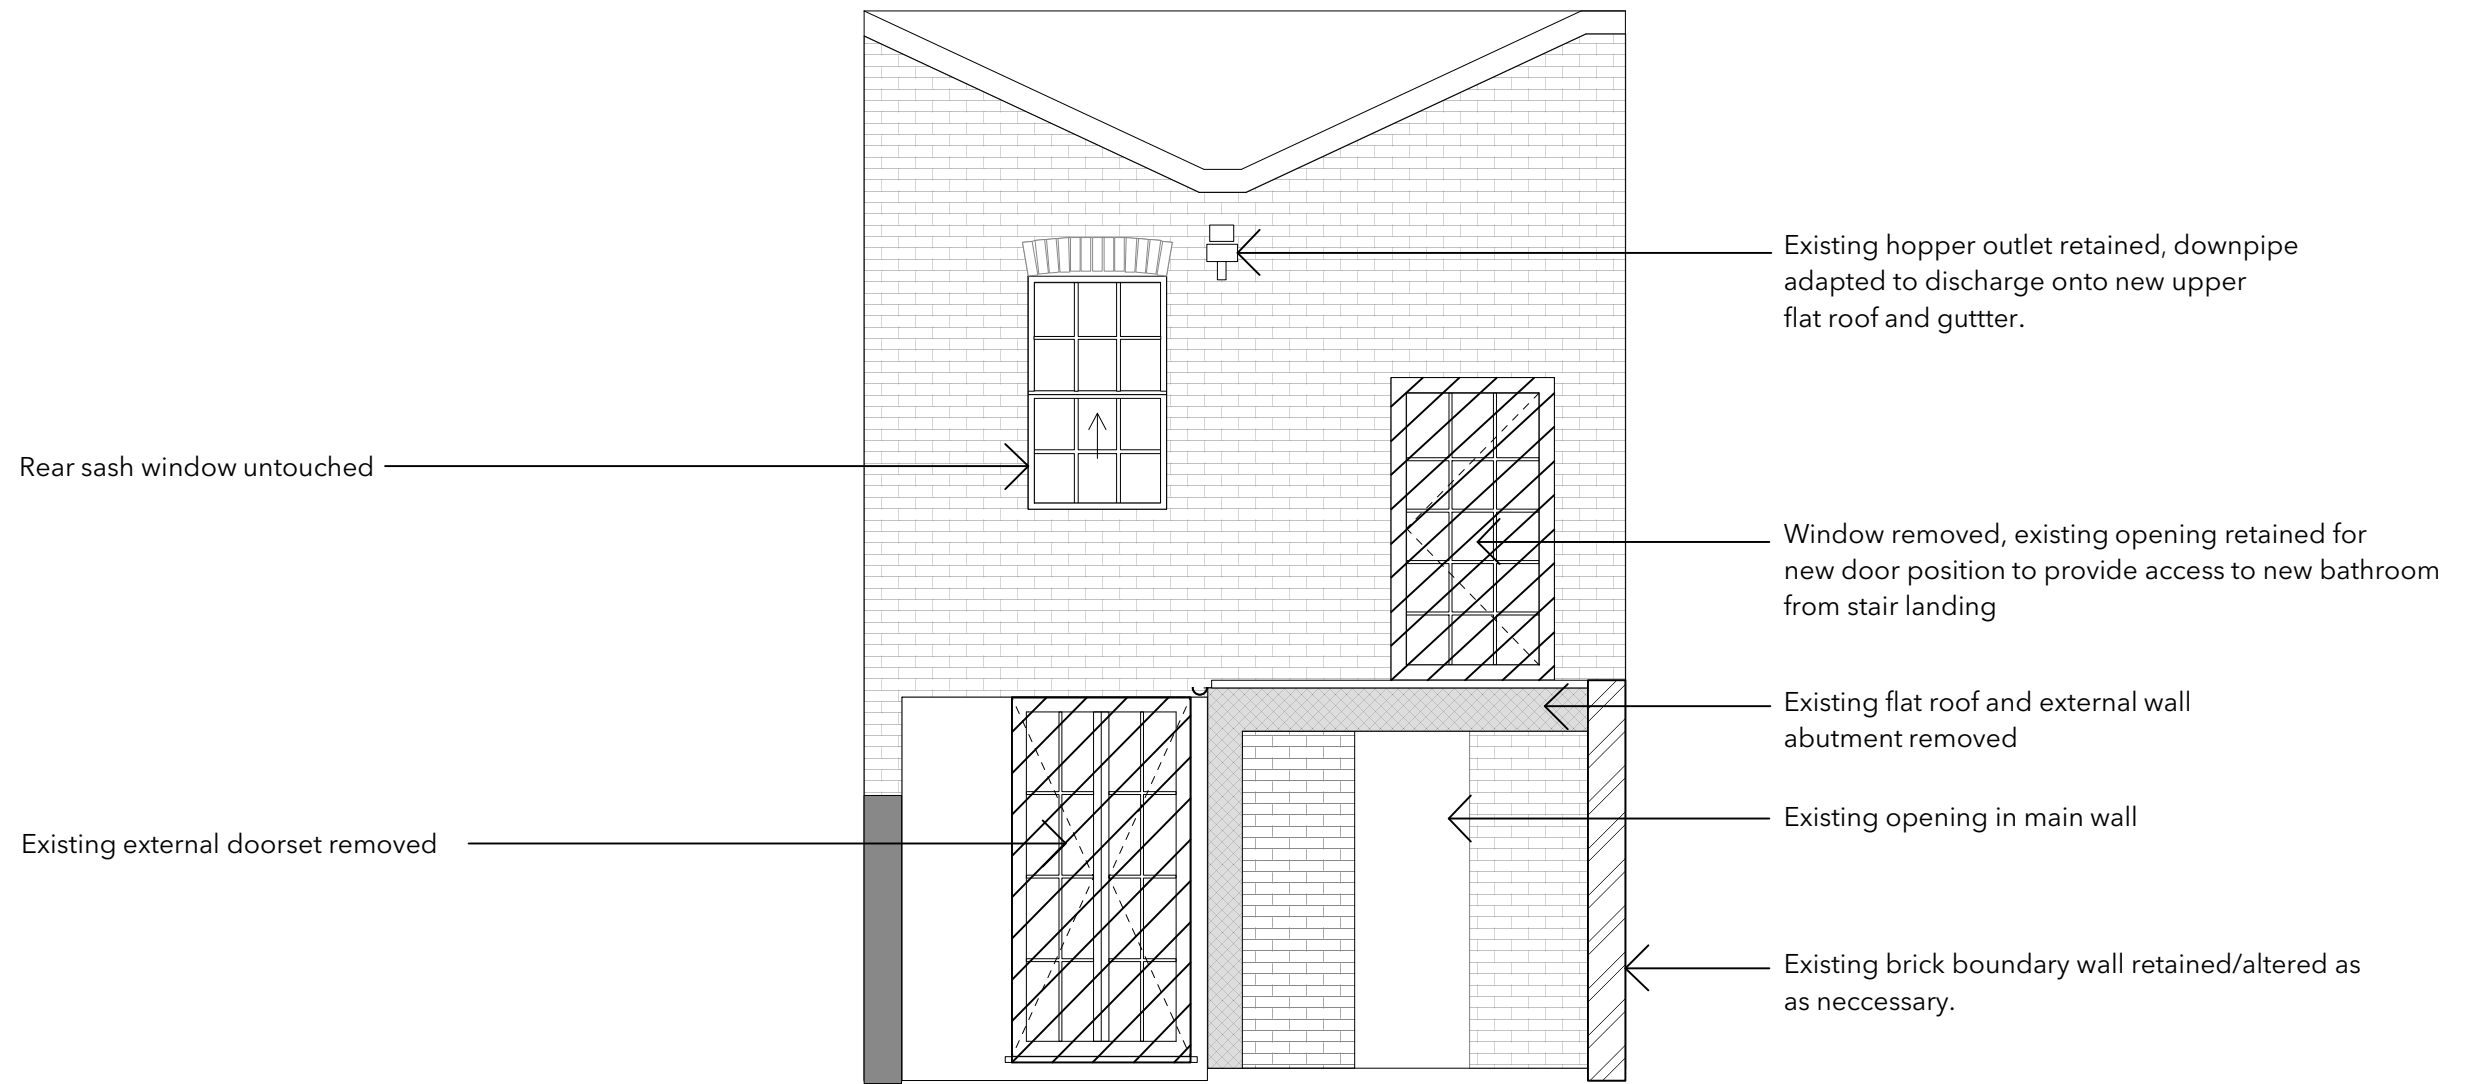 Existing hopper outlet retained, downpipe
adapted to discharge onto new upper
flat roof and guttter.
Rear sash window untouched
Window removed, existing opening retained for
new door position to provide access to new bathroom
from stair landing
Existing flat roof and external wall
abutment removed
Existing opening in main wall
Existing external doorset removed
Existing brick boundary wall retained/altered as
as neccessary.